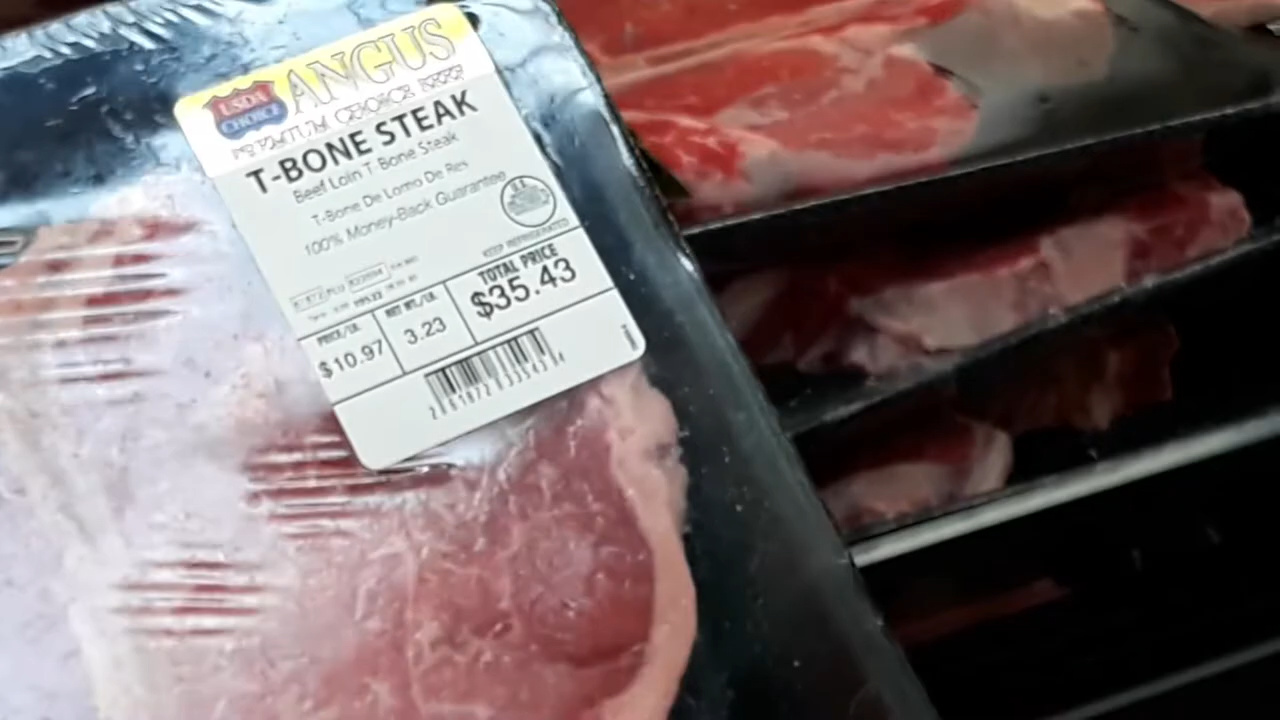 ANGUS
USDA
CHOICE
PREMIUM CHOICE BEEF
T-BONE STEAK
Beef Loin T-Bone Steak
T-Bone De Lomo De Res
100% Money-Back Guarantee
KEEP REFRIGERATED
PRICE/LB.
NET WT./LB.
TOTAL PRICE
$10.97
3.23
$35.43